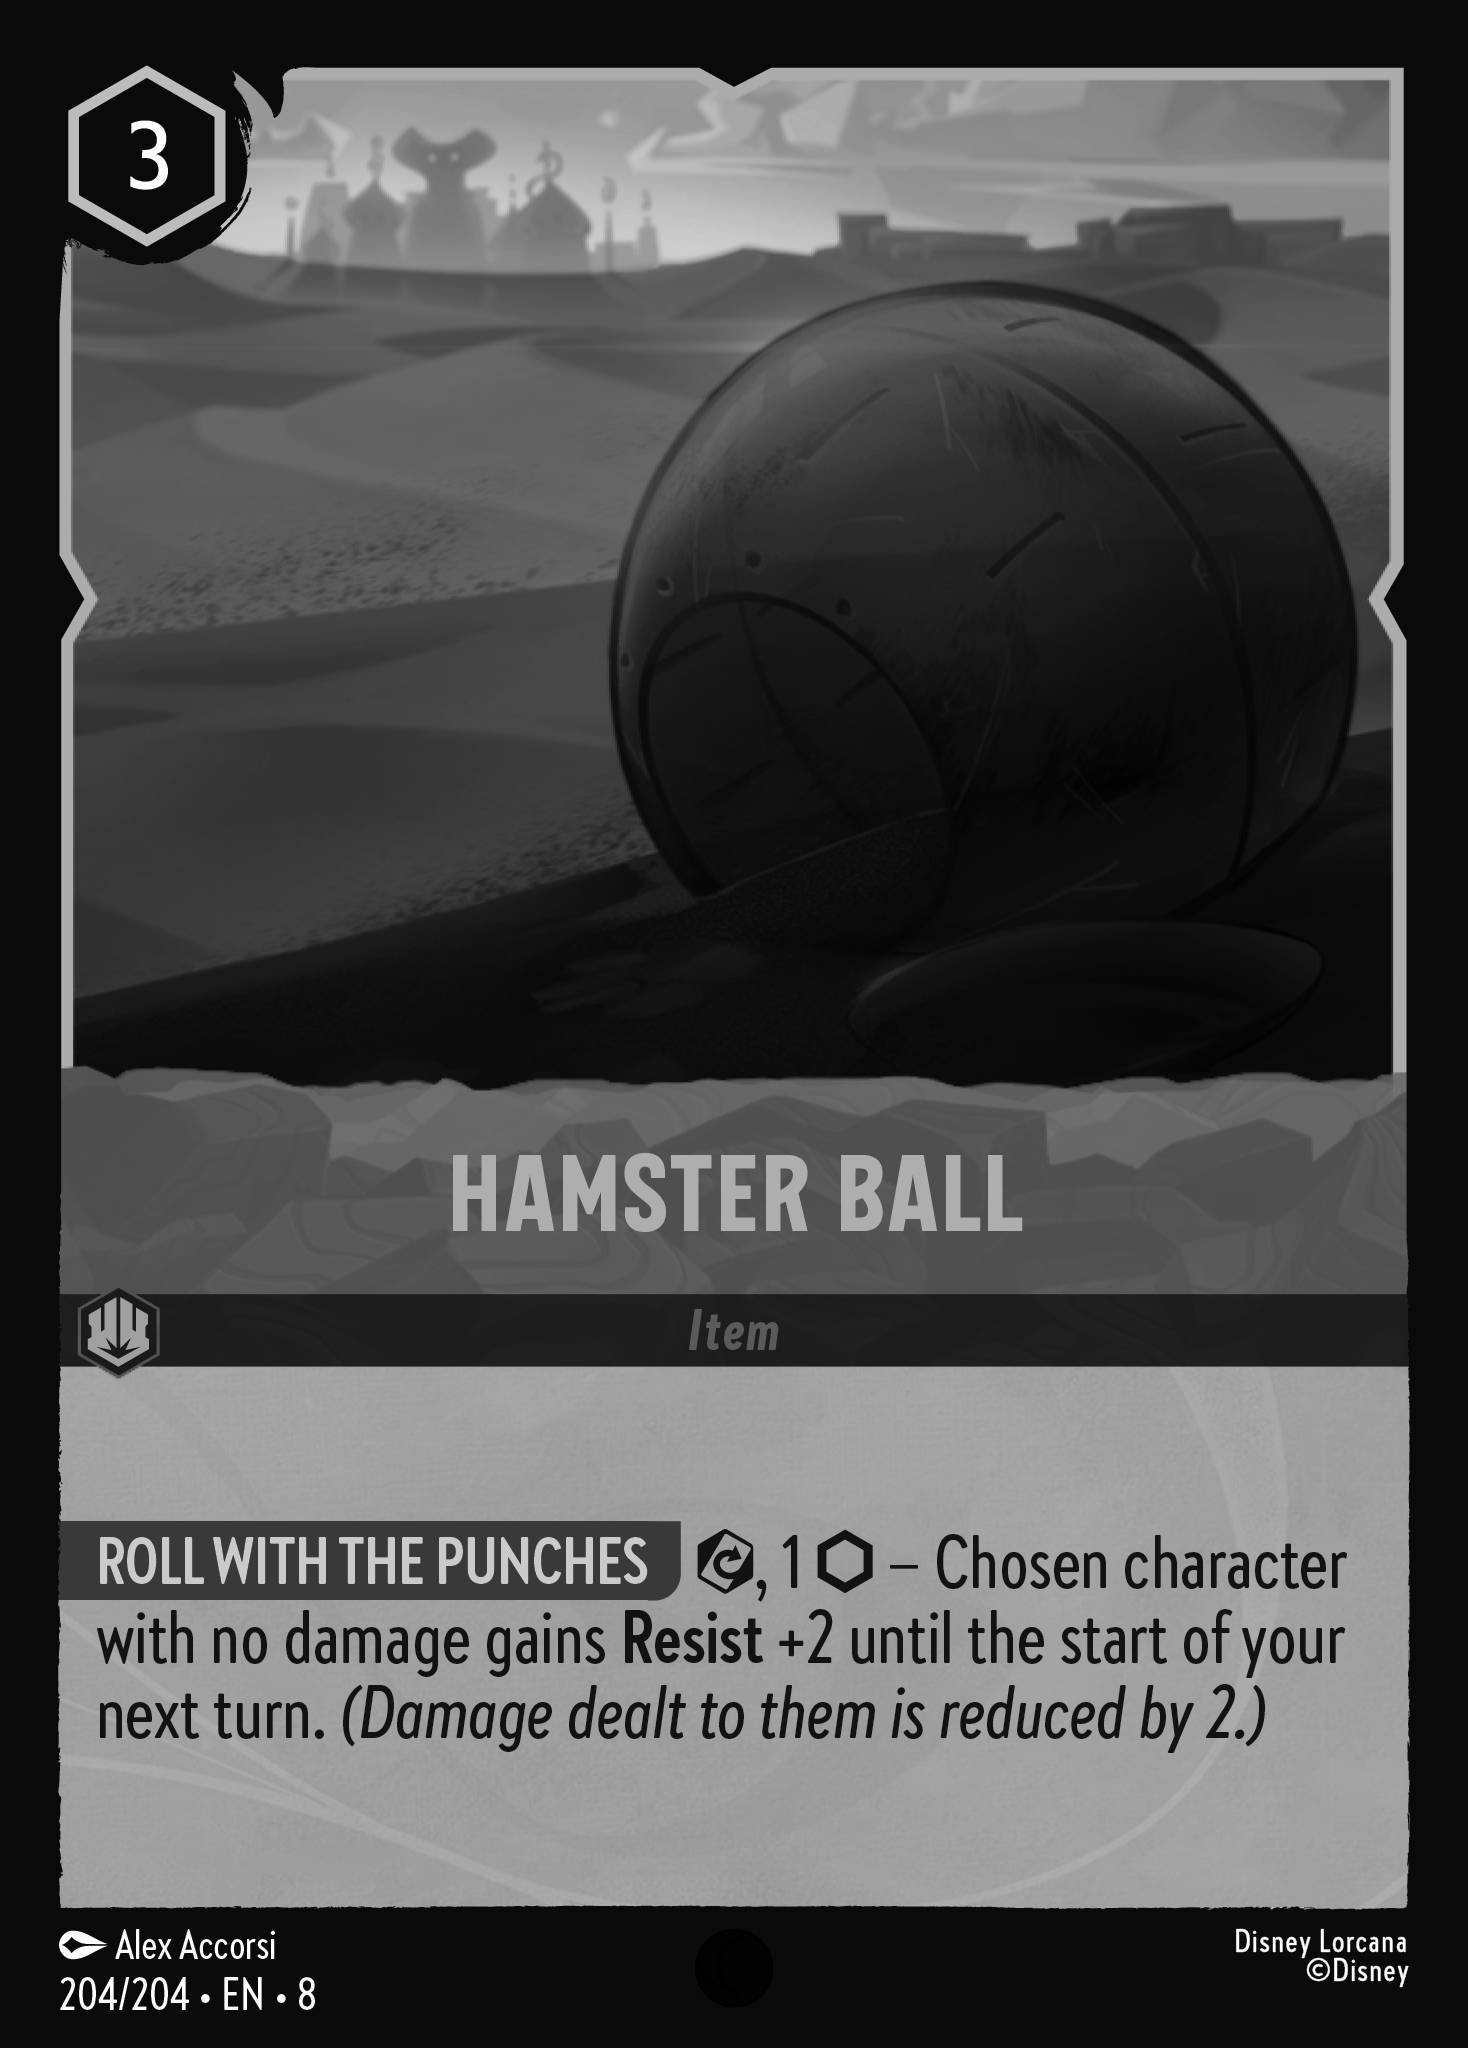 3
HAMSTER BALL
Item
ROLL WITH THE PUNCHES , 1 – Chosen character
with no damage gains Resist +2 until the start of your
next turn. (Damage dealt to them is reduced by 2.)
Alex Accorsi
204/204 • EN • 8
Disney Lorcana
©Disney